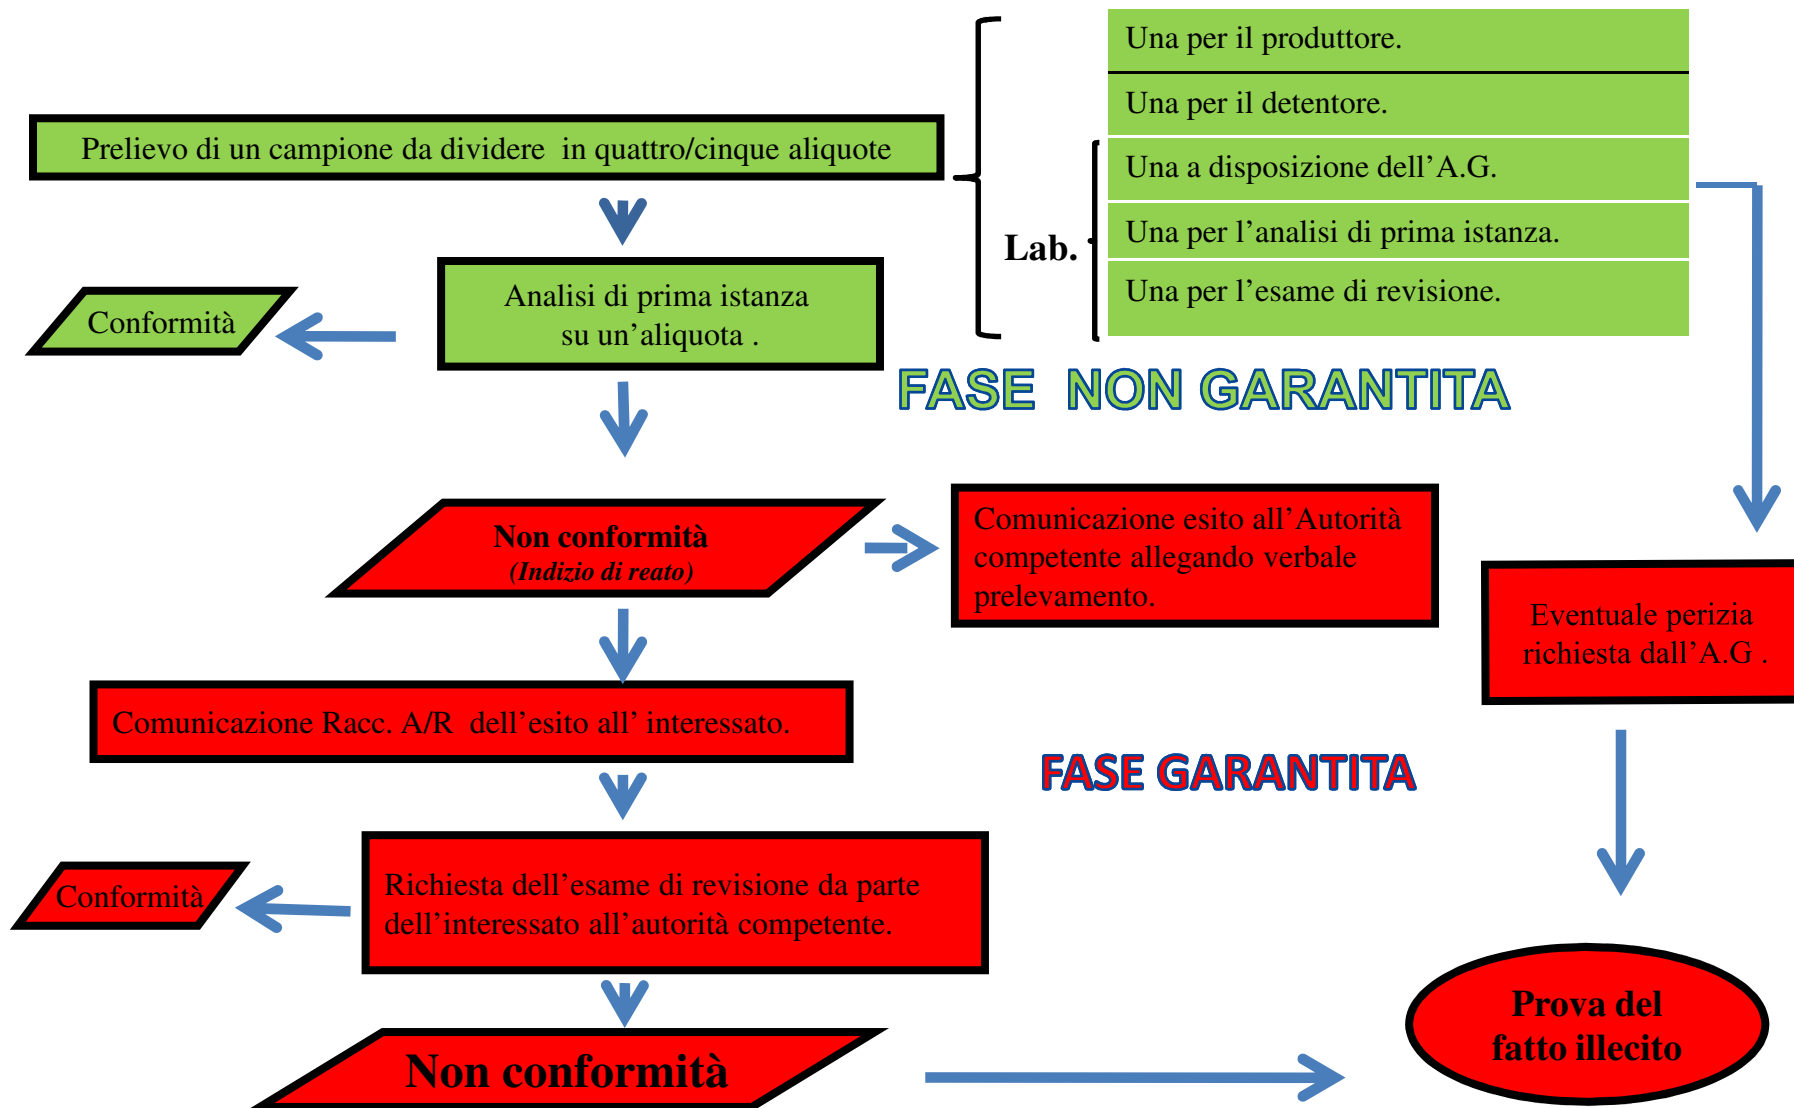 Una per il produttore.
Una per il detentore.
Prelievo di un campione da dividere in quattro/cinque aliquote
Una a disposizione dell'A.G.
Una per l'analisi di prima istanza.
Lab.
Una per l'esame di revisione.
Analisi di prima istanza
su un'aliquota .
Conformità
FASE NON GARANTITA
Non conformità
(Indizio di reato)
Comunicazione esito all'Autorità
competente allegando verbale
prelevamento.
Eventuale perizia
richiesta dall'A.G .
Comunicazione Racc. A/R dell'esito all' interessato.
FASE GARANTITA
Richiesta dell'esame di revisione da parte
dell'interessato all'autorità competente.
Conformità
Prova del
fatto illecito
Non conformità